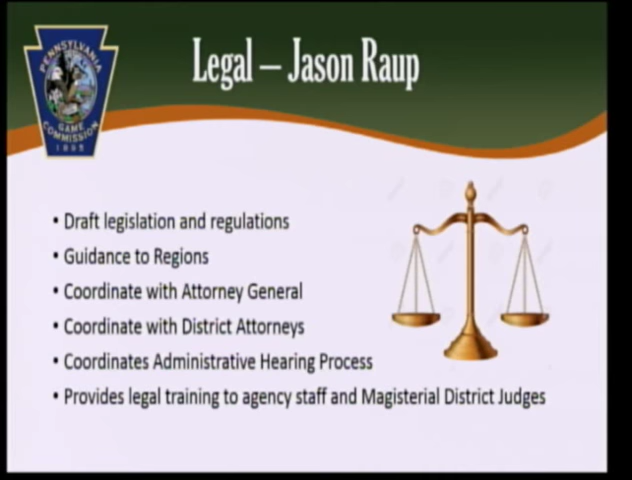 PENNSYLVANIA
GAME
COMMISSION
1895
Legal – Jason Raup
• Draft legislation and regulations
• Guidance to Regions
• Coordinate with Attorney General
• Coordinate with District Attorneys
• Coordinates Administrative Hearing Process
• Provides legal training to agency staff and Magisterial District Judges